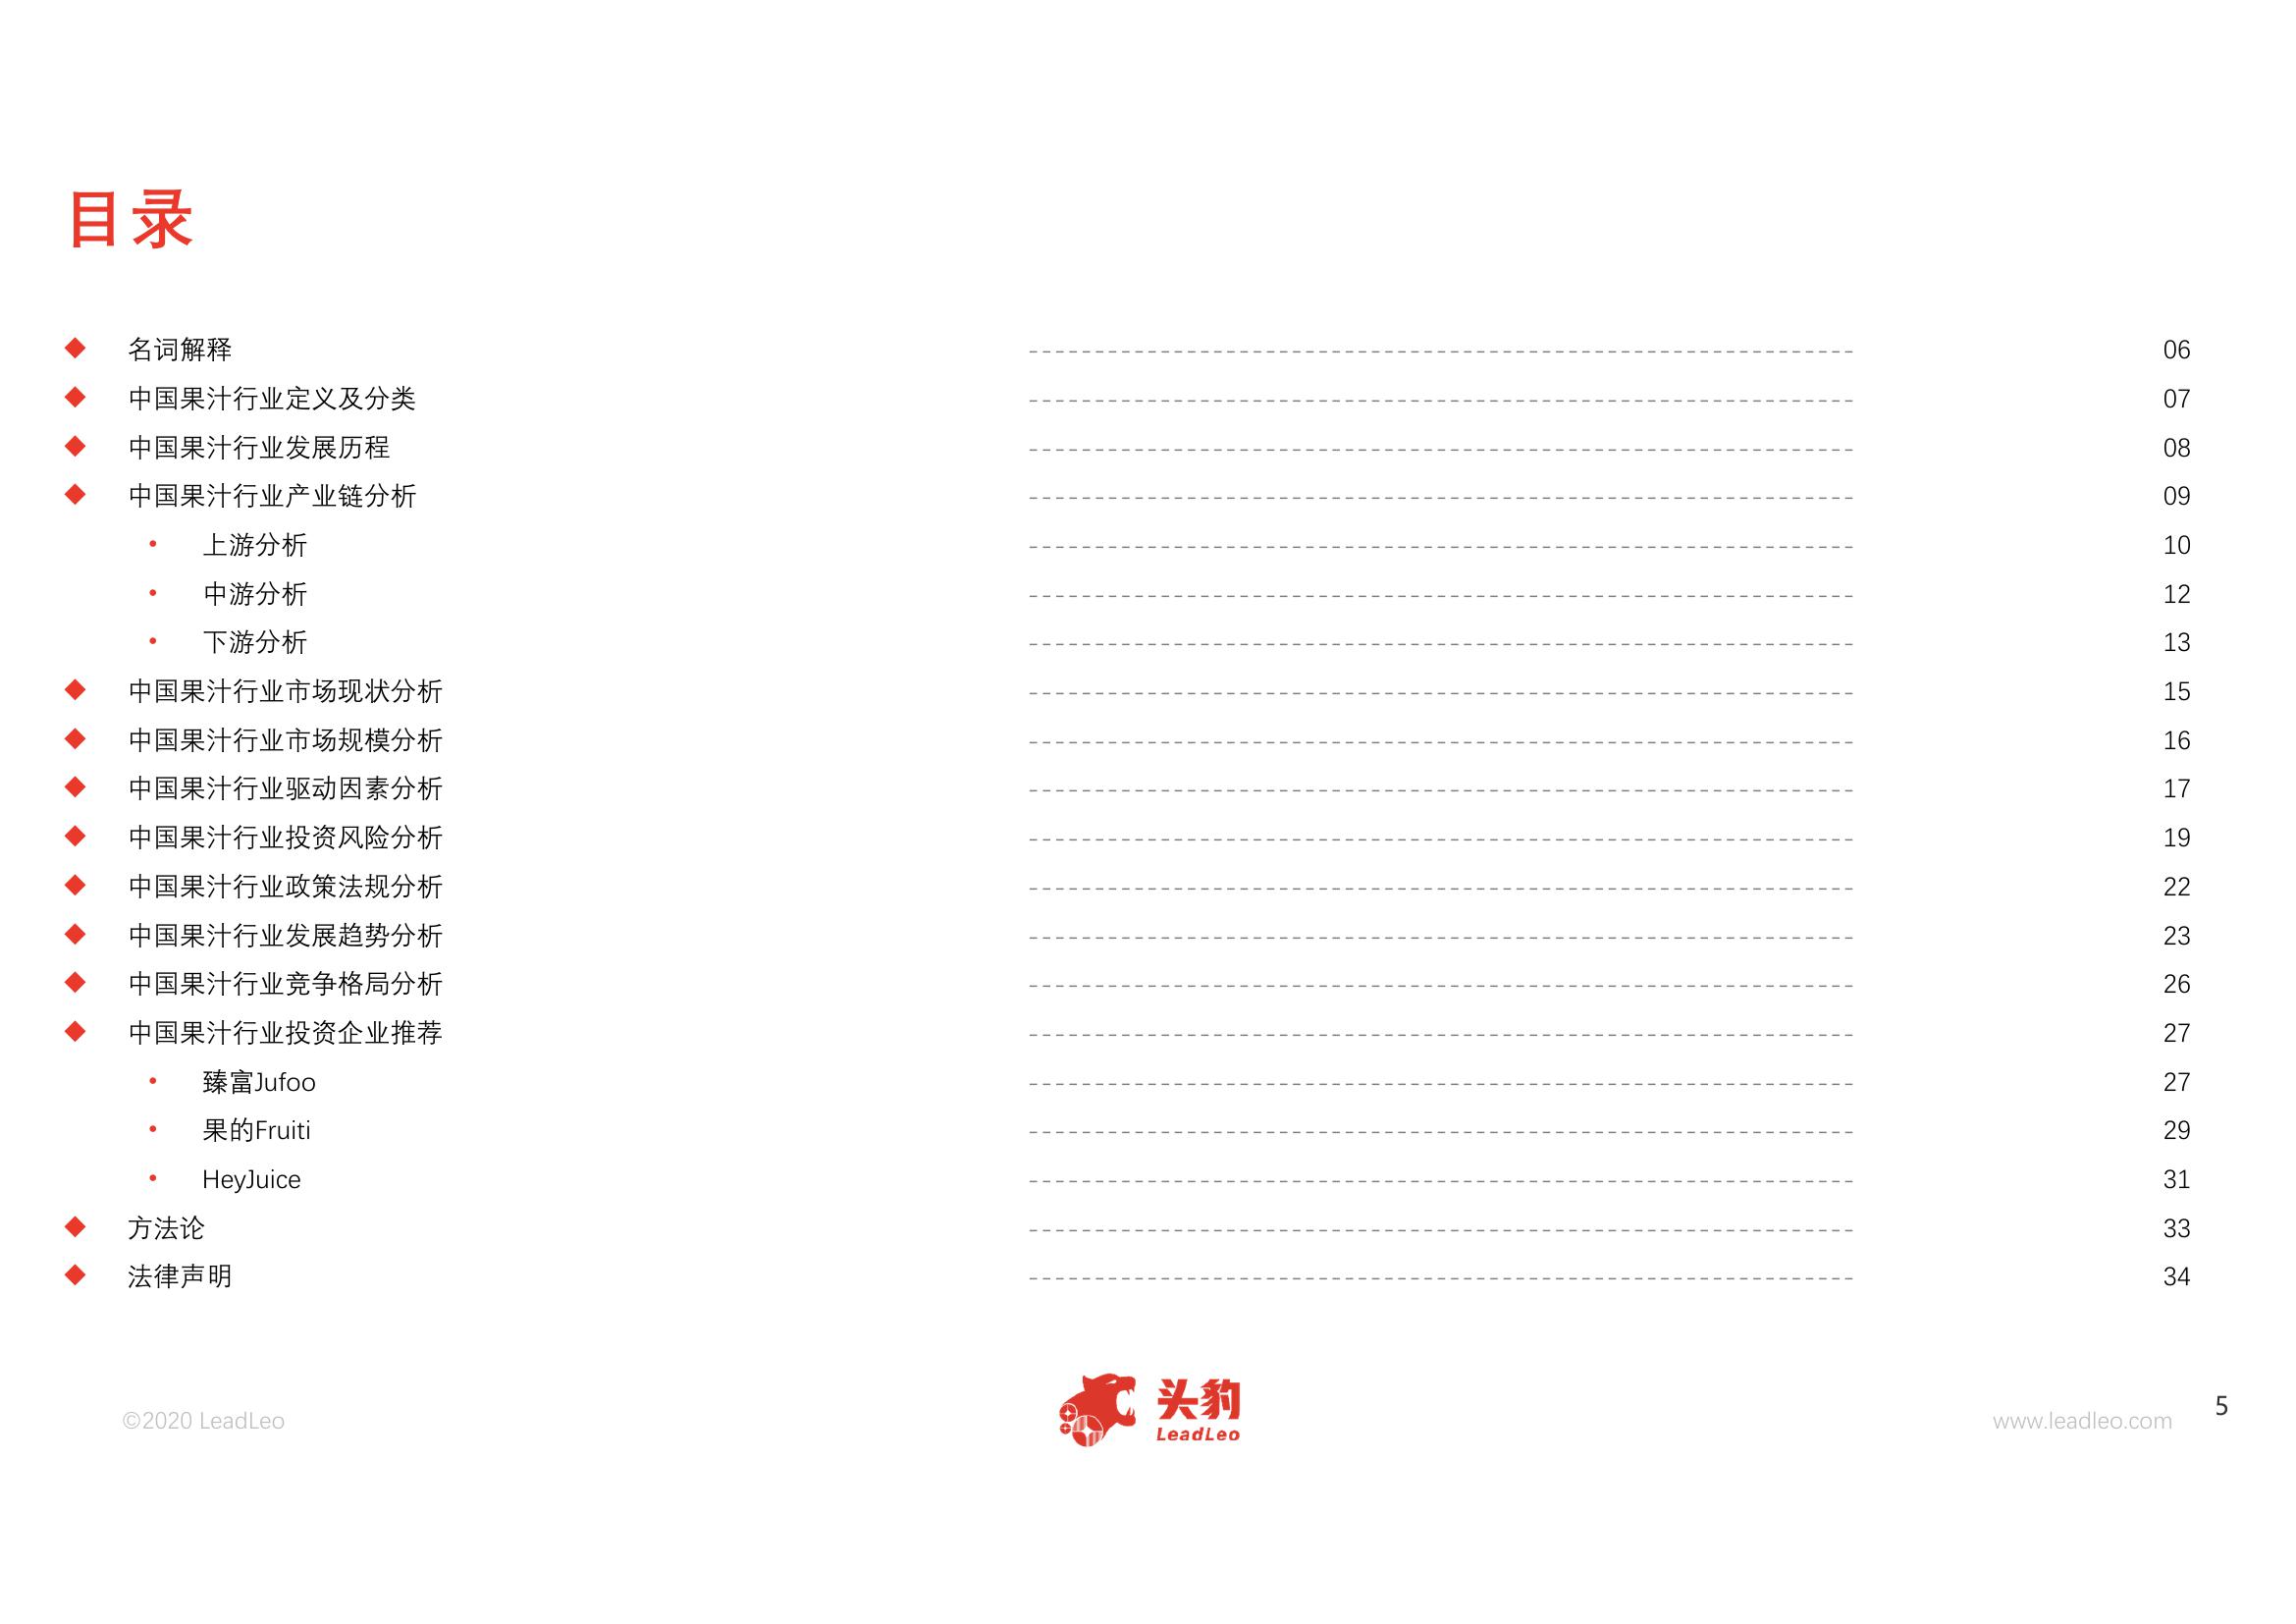 目录
名词解释 06
中国果汁行业定义及分类 07
中国果汁行业发展历程 08
中国果汁行业产业链分析 09
• 上游分析 10
• 中游分析 12
• 下游分析 13
中国果汁行业市场现状分析 15
中国果汁行业市场规模分析 16
中国果汁行业驱动因素分析 17
中国果汁行业投资风险分析 19
中国果汁行业政策法规分析 22
中国果汁行业发展趋势分析 23
中国果汁行业竞争格局分析 26
中国果汁行业投资企业推荐 27
• 臻富Jufoo 27
• 果的Fruiti 29
• HeyJuice 31
方法论 33
法律声明 34
©2020 LeadLeo
头豹
LeadLeo
www.leadleo.com
5